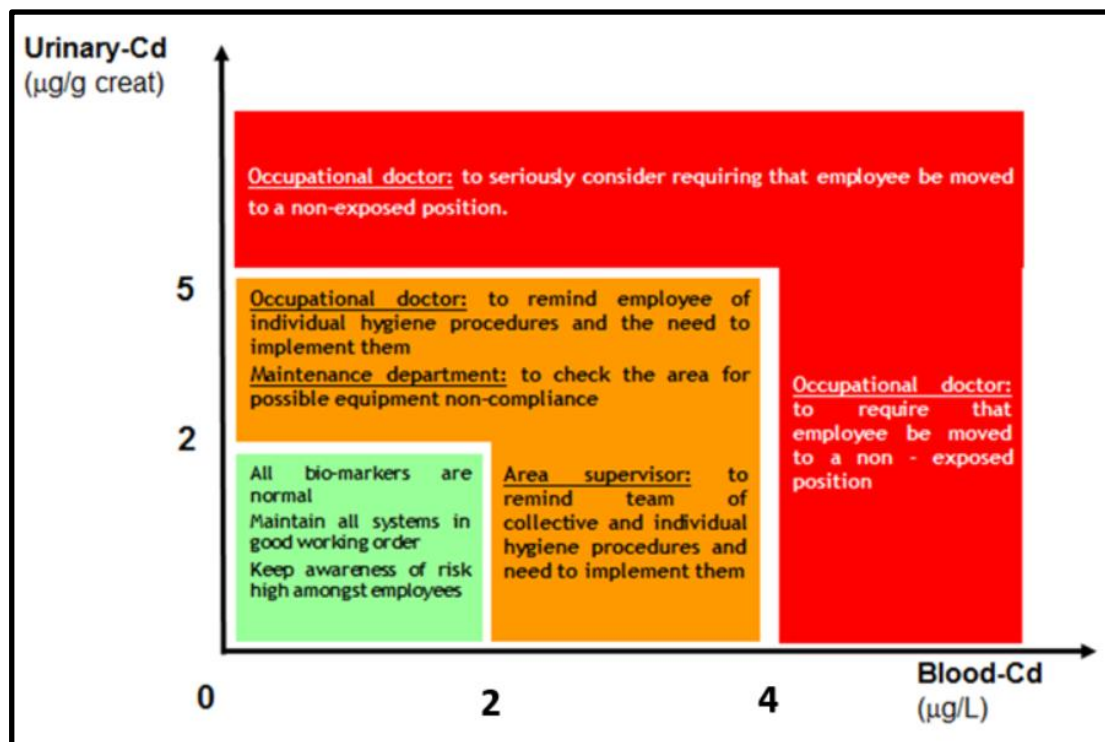 Urinary-Cd
(μg/g creat)
Occupational doctor: to seriously consider requiring that employee be moved
to a non-exposed position.
5
Occupational doctor: to remind employee of
individual hygiene procedures and the need to
implement them
Maintenance department: to check the area for
possible equipment non-compliance
Occupational doctor:
to require that
employee be moved
to a non - exposed
position
2
All bio-markers are
normal
Maintain all systems in
good working order
Keep awareness of risk
high amongst employees
Area supervisor: to
remind team of
collective and individual
hygiene procedures and
need to implement them
0
2
4
Blood-Cd
(μg/L)